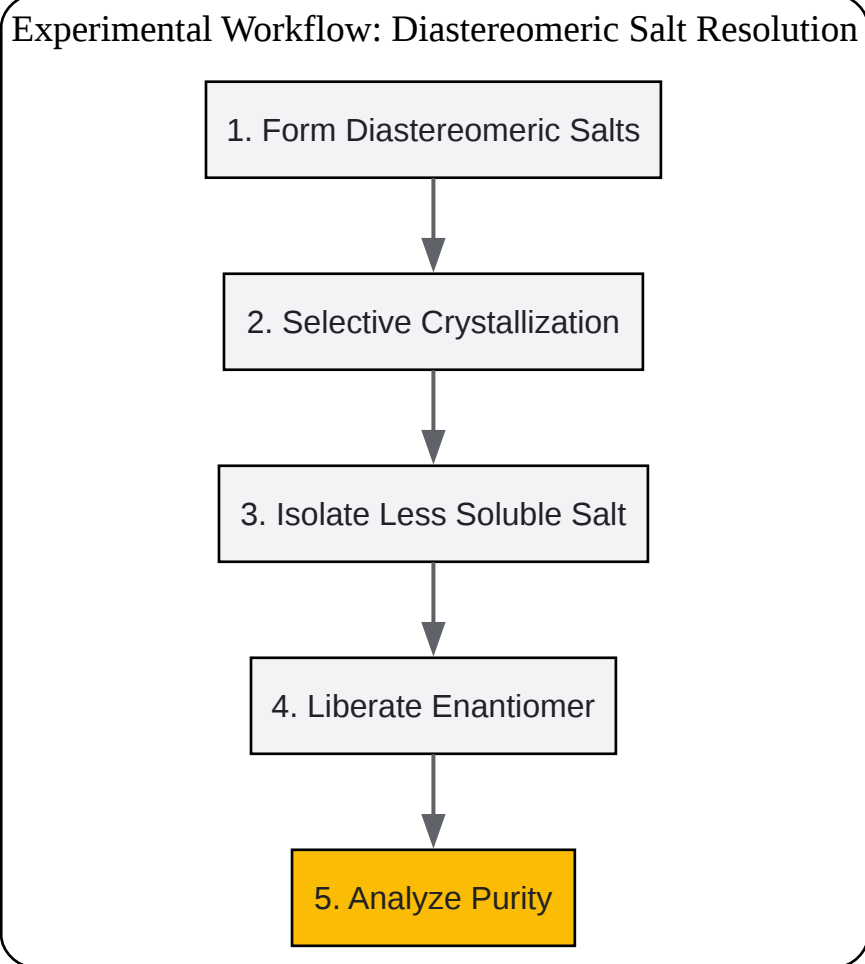 Experimental Workflow: Diastereomeric Salt Resolution
1. Form Diastereomeric Salts
2. Selective Crystallization
3. Isolate Less Soluble Salt
4. Liberate Enantiomer
5. Analyze Purity